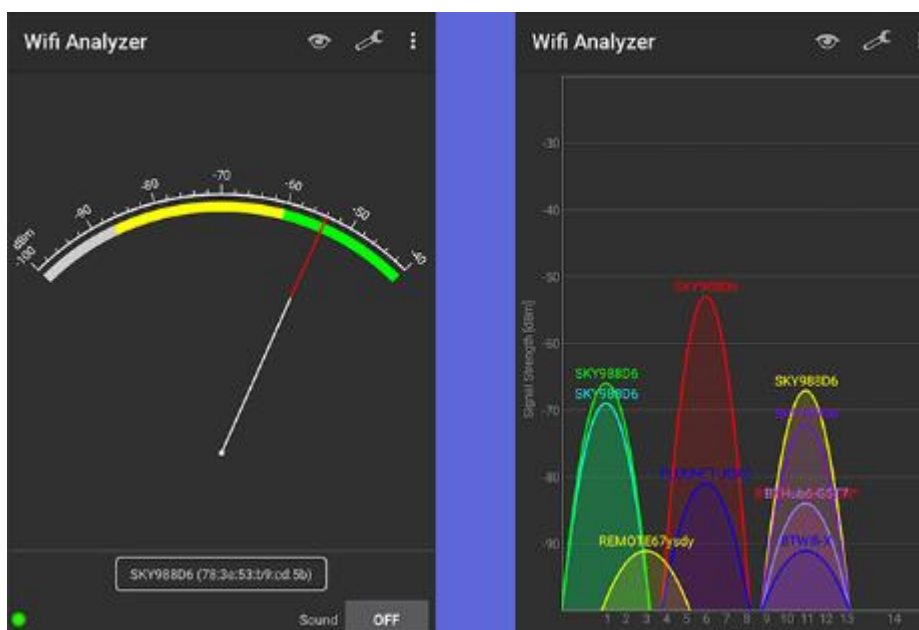 Wifi Analyzer
dBm
-100
-90
-80
-70
-60
-50
-40
SKY988D6 (78:3e:53:b9:cd:5b)
Sound OFF
Wifi Analyzer
Signal Strength [dBm]
-30
-40
-50
-60
-70
-80
-90
SKY988D6
SKY988D6
SKY988D6
SKY988D6
REMOTE67ysdy
BTWifi-X
1 2 3 4 5 6 7 8 9 10 11 12 13 14